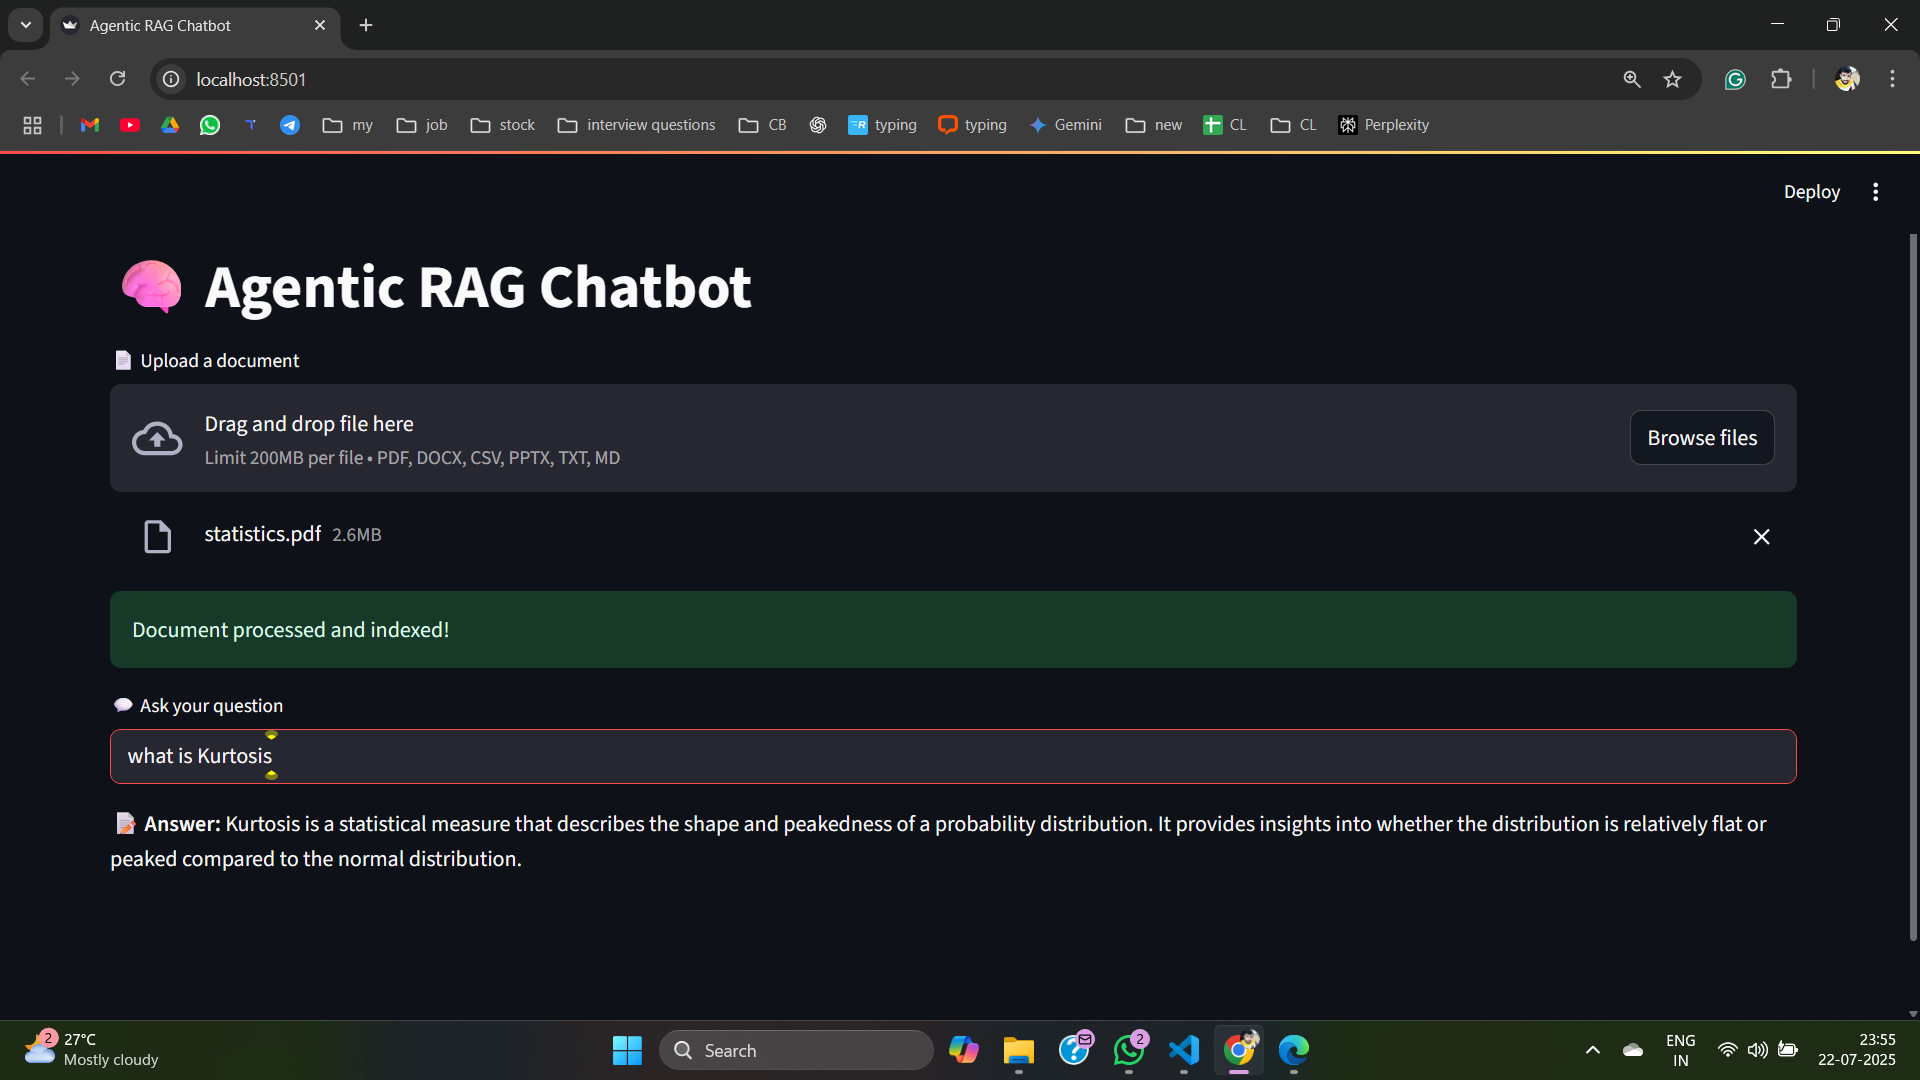 Agentic RAG Chatbot
localhost:8501
my job stock interview questions CB typing typing Gemini new CL CL Perplexity
Deploy
Agentic RAG Chatbot
Upload a document
Drag and drop file here
Limit 200MB per file • PDF, DOCX, CSV, PPTX, TXT, MD
Browse files
statistics.pdf 2.6MB
Document processed and indexed!
Ask your question
what is Kurtosis
Answer: Kurtosis is a statistical measure that describes the shape and peakedness of a probability distribution. It provides insights into whether the distribution is relatively flat or
peaked compared to the normal distribution.
2
27°C
Mostly cloudy
Search
2
ENG
IN
23:55
22-07-2025